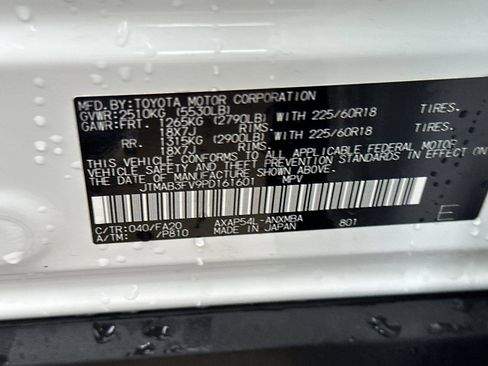 MFD. BY: TOYOTA MOTOR CORPORATION
GVWR: 2510KG (5530LB)
GAWR: FRT. 1265KG (2790LB) WITH 225/60R18 TIRES.
18X7J RIMS.
RR. 1315KG (2900LB) WITH 225/60R18 TIRES.
18X7J RIMS.
THIS VEHICLE CONFORMS TO ALL APPLICABLE FEDERAL MOTOR
VEHICLE SAFETY AND THEFT PREVENTION STANDARDS IN EFFECT
ON THE DATE OF MANUFACTURE SHOWN ABOVE.
JTMAB3FV9PD161601 MPV
C/TR: 040/FA20 AXAP54L-ANXMBA 801 E
A/TM: /P810 MADE IN JAPAN